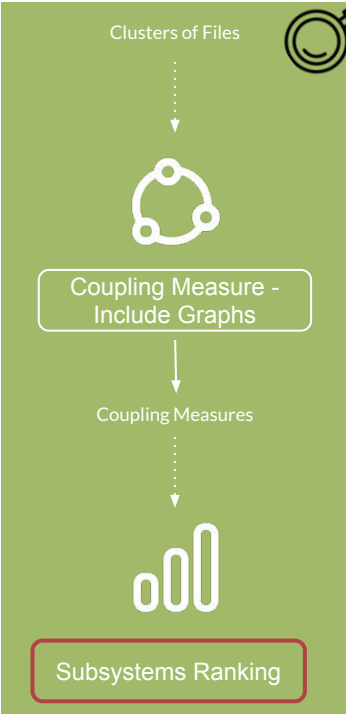 Clusters of Files
Coupling Measure -
Include Graphs
Coupling Measures
Subsystems Ranking